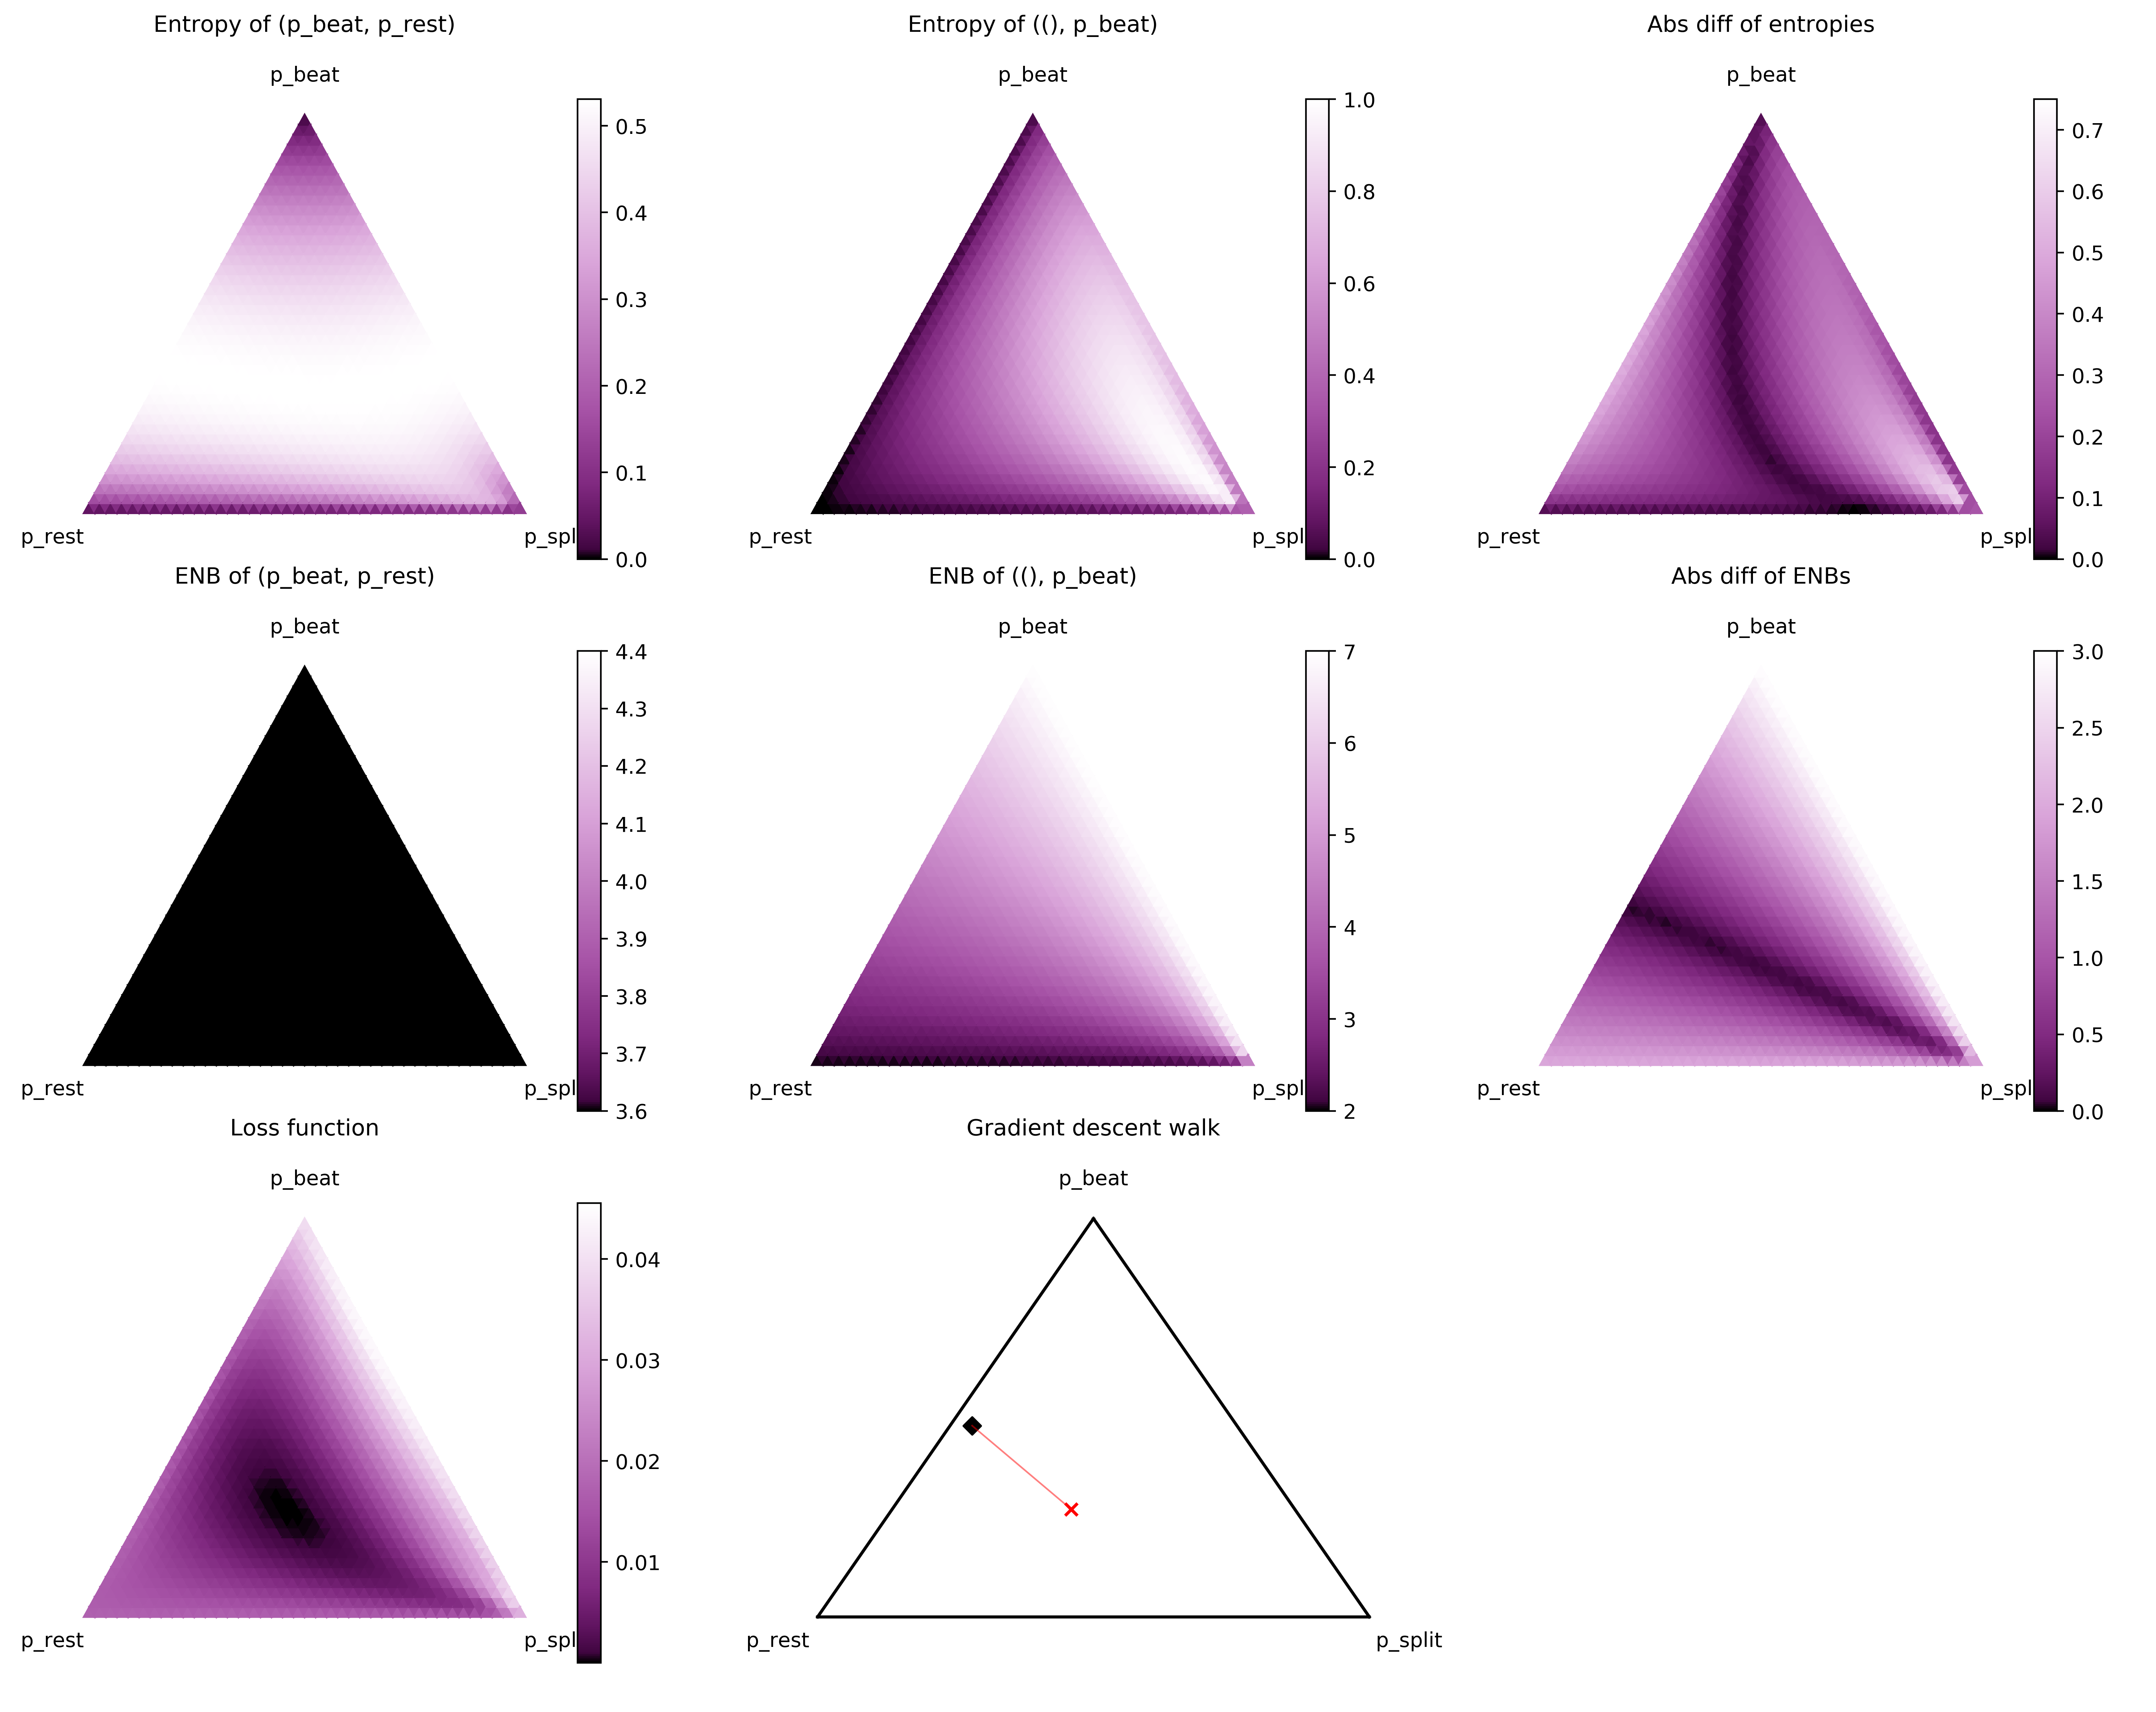 Entropy of (p_beat, p_rest)
p_beat
0.5
0.4
0.3
0.2
0.1
0.0
p_rest
p_spl
Entropy of ((), p_beat)
p_beat
1.0
0.8
0.6
0.4
0.2
0.0
p_rest
p_spl
Abs diff of entropies
p_beat
0.7
0.6
0.5
0.4
0.3
0.2
0.1
0.0
p_rest
p_spl
ENB of (p_beat, p_rest)
p_beat
4.4
4.3
4.2
4.1
4.0
3.9
3.8
3.7
3.6
p_rest
p_spl
ENB of ((), p_beat)
p_beat
7
6
5
4
3
2
p_rest
p_spl
Abs diff of ENBs
p_beat
3.0
2.5
2.0
1.5
1.0
0.5
0.0
p_rest
p_spl
Loss function
p_beat
0.04
0.03
0.02
0.01
p_rest
p_spl
Gradient descent walk
p_beat
p_rest
p_split